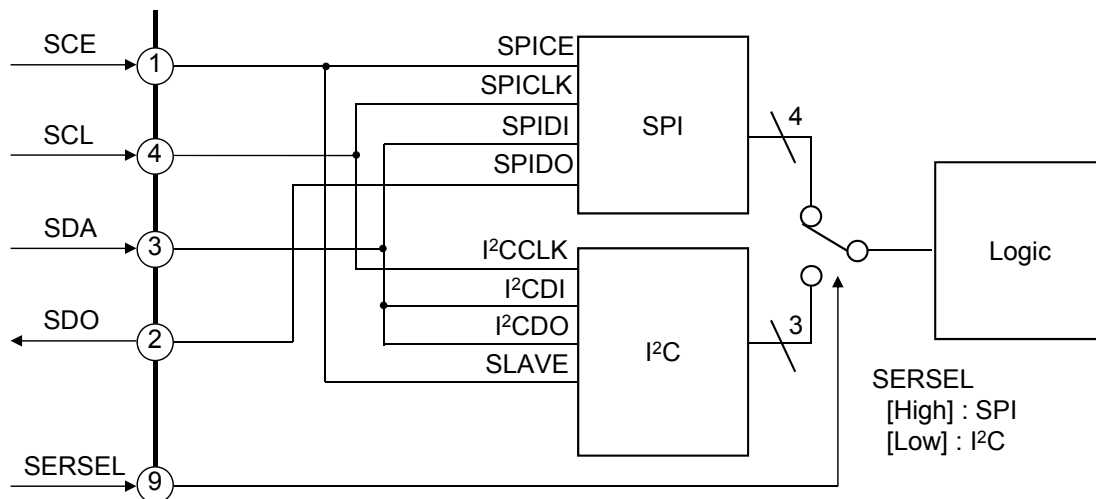 SCE
1
SPICE
SPICLK
SCL
4
SPIDI
SPIDO
SPI
4
SDA
3
I²CCLK
I²CDI
I²CDO
SLAVE
I²C
3
Logic
SDO
2
SERSEL
9
SERSEL
[High] : SPI
[Low] : I²C